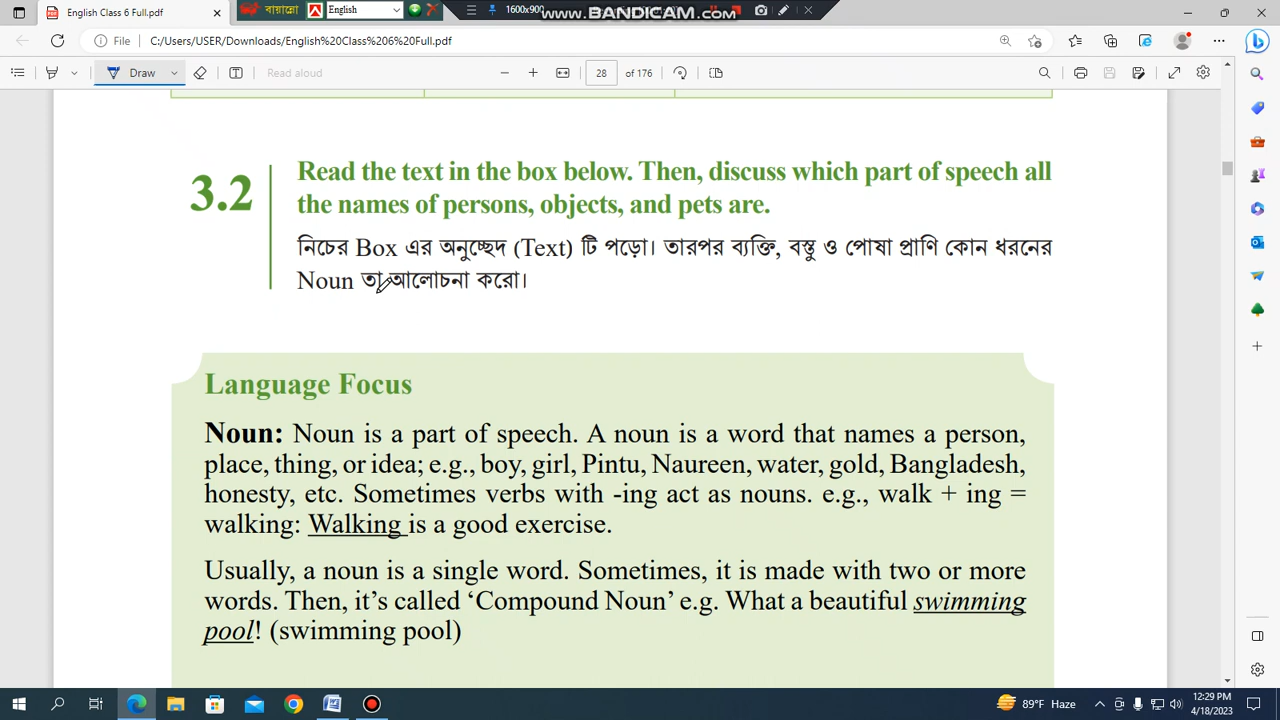 English Class 6 Full.pdf
বায়ান্নো English 1600x900 www.BANDICAM.com
File C:/Users/USER/Downloads/English%20Class%206%20Full.pdf
Draw Read aloud 28 of 176
3.2
Read the text in the box below. Then, discuss which part of speech all
the names of persons, objects, and pets are.
নিচের Box এর অনুচ্ছেদ (Text) টি পড়ো। তারপর ব্যক্তি, বস্তু ও পোষা প্রাণি কোন ধরনের
Noun তা আলোচনা করো।
Language Focus
Noun: Noun is a part of speech. A noun is a word that names a person,
place, thing, or idea; e.g., boy, girl, Pintu, Naureen, water, gold, Bangladesh,
honesty, etc. Sometimes verbs with -ing act as nouns. e.g., walk + ing =
walking: Walking is a good exercise.
Usually, a noun is a single word. Sometimes, it is made with two or more
words. Then, it’s called ‘Compound Noun’ e.g. What a beautiful swimming
pool! (swimming pool)
89°F Haze
12:29 PM
4/18/2023